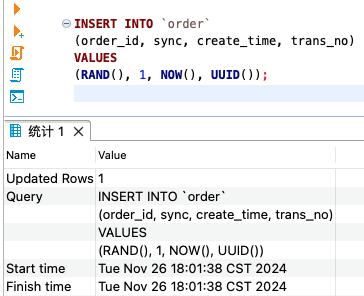 INSERT INTO `order`
(order_id, sync, create_time, trans_no)
VALUES
(RAND(), 1, NOW(), UUID());
统计 1
Name Value
Updated Rows 1
Query INSERT INTO `order`
(order_id, sync, create_time, trans_no)
VALUES
(RAND(), 1, NOW(), UUID())
Start time Tue Nov 26 18:01:38 CST 2024
Finish time Tue Nov 26 18:01:38 CST 2024